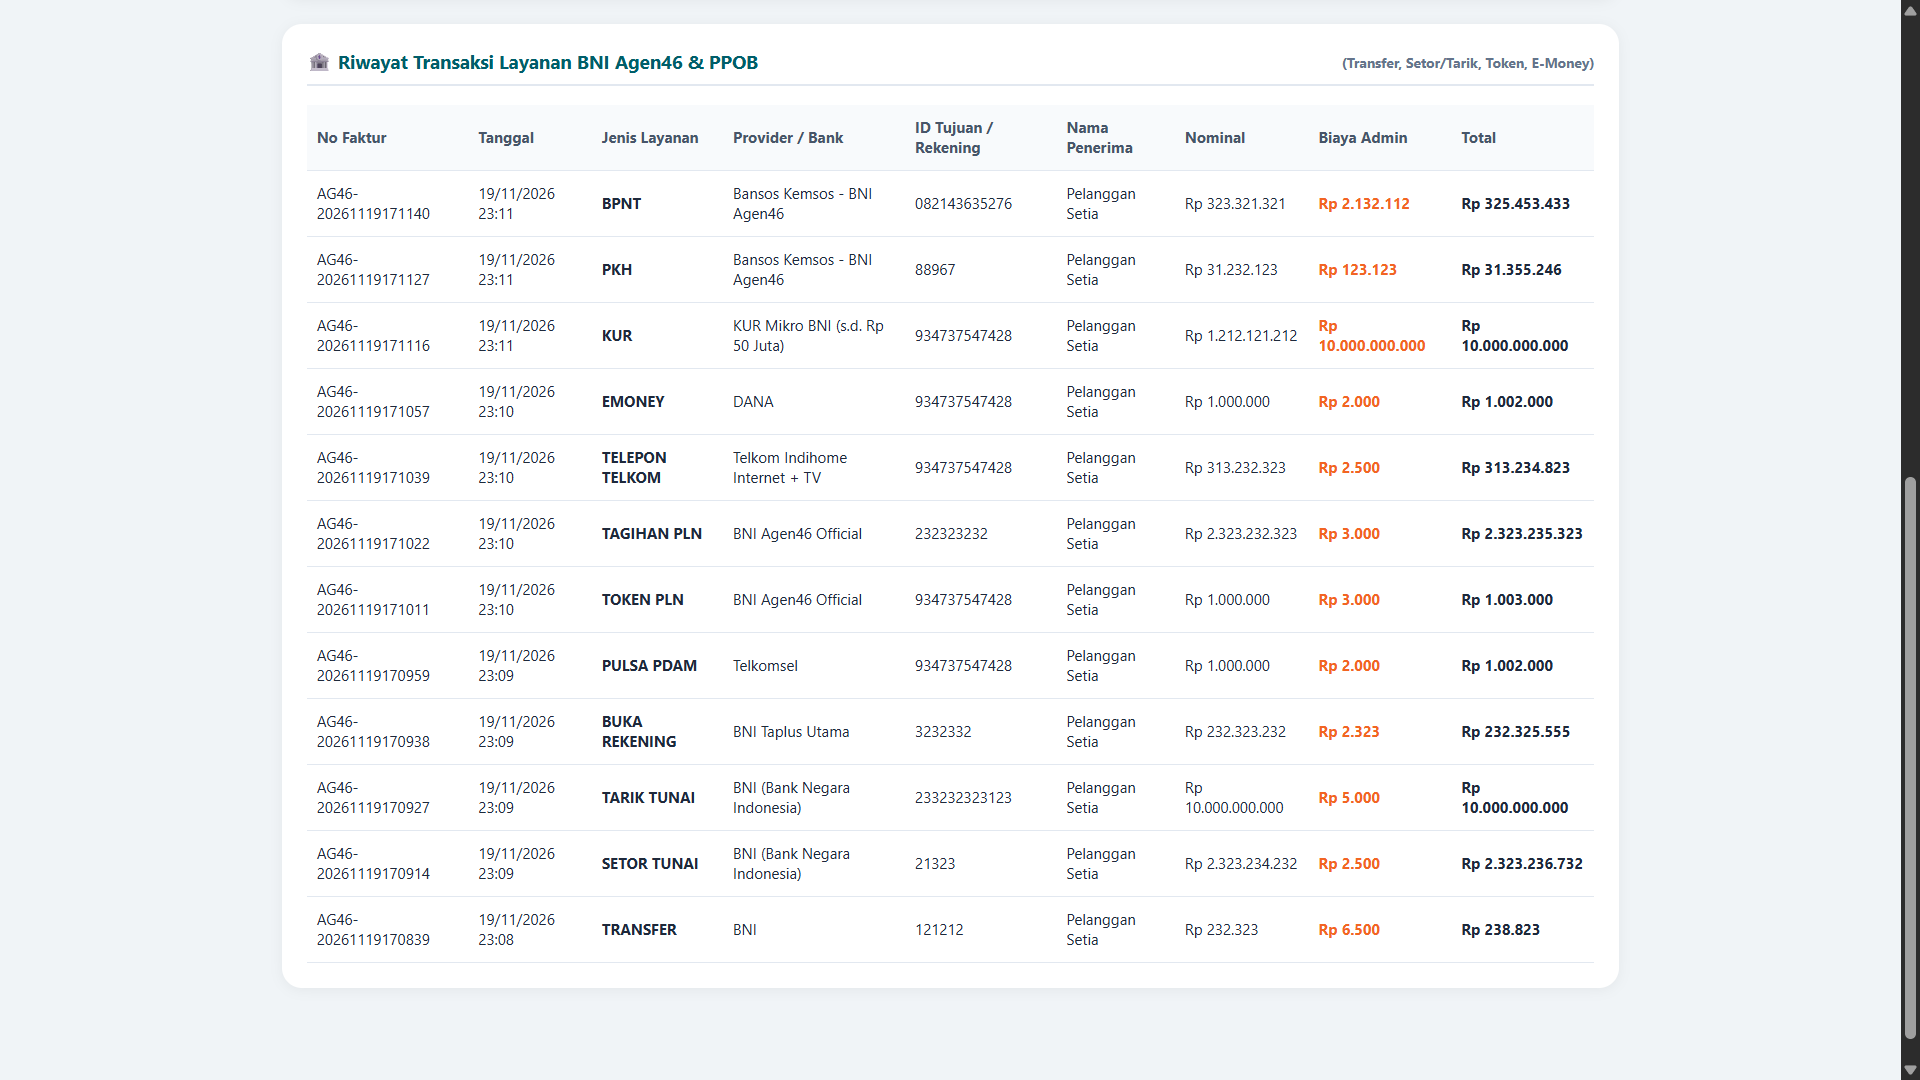 Riwayat Transaksi Layanan BNI Agen46 & PPOB
(Transfer, Setor/Tarik, Token, E-Money)
No Faktur Tanggal Jenis Layanan Provider / Bank ID Tujuan / Rekening Nama Penerima Nominal Biaya Admin Total
AG46-20261119171140 19/11/2026 23:11 BPNT Bansos Kemsos - BNI Agen46 082143635276 Pelanggan Setia Rp 323.321.321 Rp 2.132.112 Rp 325.453.433
AG46-20261119171127 19/11/2026 23:11 PKH Bansos Kemsos - BNI Agen46 88967 Pelanggan Setia Rp 31.232.123 Rp 123.123 Rp 31.355.246
AG46-20261119171116 19/11/2026 23:11 KUR KUR Mikro BNI (s.d. Rp 50 Juta) 934737547428 Pelanggan Setia Rp 1.212.121.212 Rp 10.000.000.000 Rp 10.000.000.000
AG46-20261119171057 19/11/2026 23:10 EMONEY DANA 934737547428 Pelanggan Setia Rp 1.000.000 Rp 2.000 Rp 1.002.000
AG46-20261119171039 19/11/2026 23:10 TELEPON TELKOM Telkom Indihome Internet + TV 934737547428 Pelanggan Setia Rp 313.232.323 Rp 2.500 Rp 313.234.823
AG46-20261119171022 19/11/2026 23:10 TAGIHAN PLN BNI Agen46 Official 232323232 Pelanggan Setia Rp 2.323.232.323 Rp 3.000 Rp 2.323.235.323
AG46-20261119171011 19/11/2026 23:10 TOKEN PLN BNI Agen46 Official 934737547428 Pelanggan Setia Rp 1.000.000 Rp 3.000 Rp 1.003.000
AG46-20261119170959 19/11/2026 23:09 PULSA PDAM Telkomsel 934737547428 Pelanggan Setia Rp 1.000.000 Rp 2.000 Rp 1.002.000
AG46-20261119170938 19/11/2026 23:09 BUKA REKENING BNI Taplus Utama 3232332 Pelanggan Setia Rp 232.323.232 Rp 2.323 Rp 232.325.555
AG46-20261119170927 19/11/2026 23:09 TARIK TUNAI BNI (Bank Negara Indonesia) 233232323123 Pelanggan Setia Rp 10.000.000.000 Rp 5.000 Rp 10.000.000.000
AG46-20261119170914 19/11/2026 23:09 SETOR TUNAI BNI (Bank Negara Indonesia) 21323 Pelanggan Setia Rp 2.323.234.232 Rp 2.500 Rp 2.323.236.732
AG46-20261119170839 19/11/2026 23:08 TRANSFER BNI 121212 Pelanggan Setia Rp 232.323 Rp 6.500 Rp 238.823